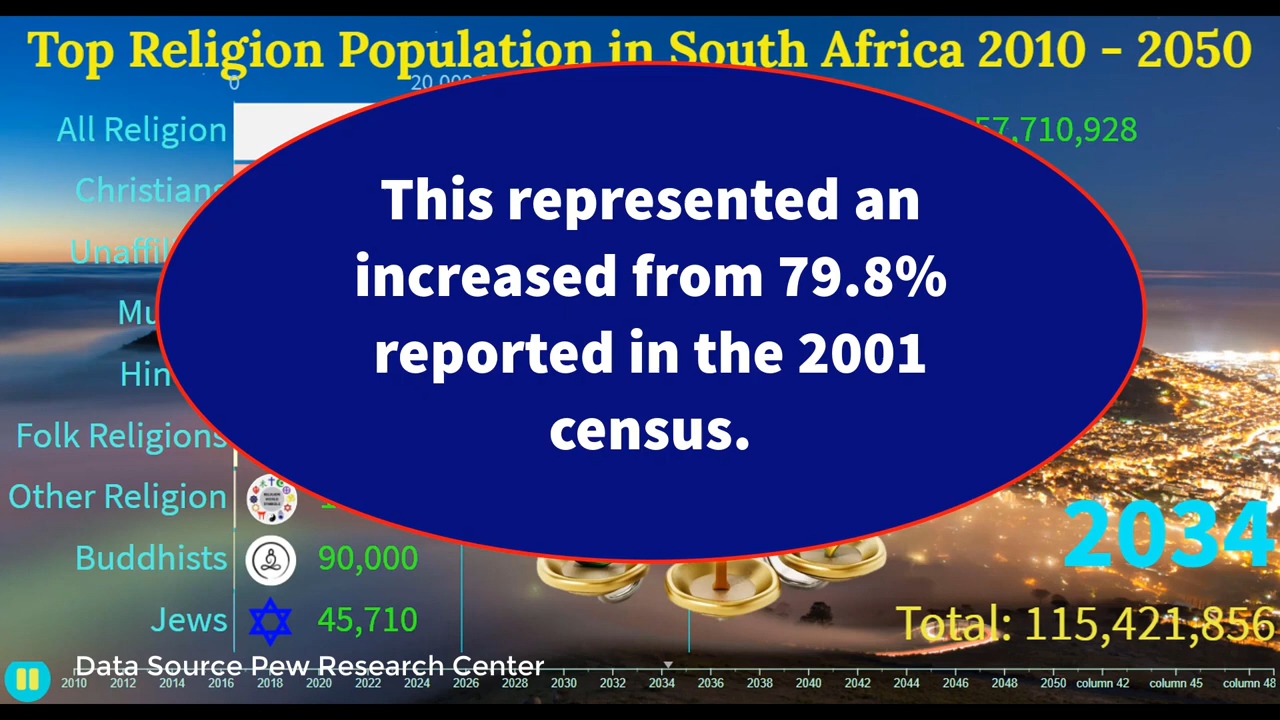 Top Religion Population in South Africa 2010 - 2050
0
All Religion 57,710,928
Christians
This represented an
increased from 79.8%
reported in the 2001
census.
Folk Religions
Other Religion
Buddhists 90,000
2034
Jews 45,710
Total: 115,421,856
Data Source Pew Research Center
2010 2012 2014 2016 2018 2020 2022 2024 2026 2028 2030 2032 2034 2036 2038 2040 2042 2044 2046 2048 2050 column 42 column 45 column 48